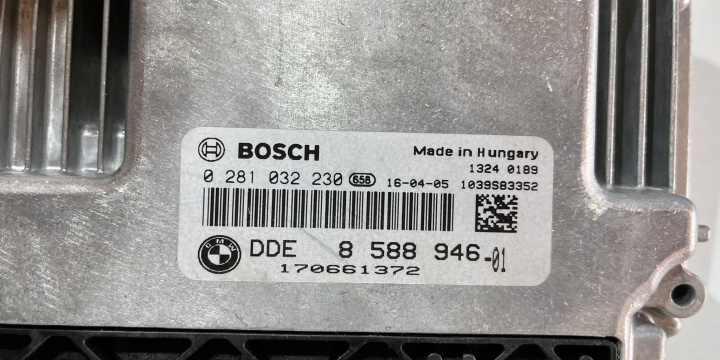 BOSCH Made in Hungary
1324 0189
0 281 032 230 658 16-04-05 1039S83352
BMW DDE 8 588 946-01
170661372